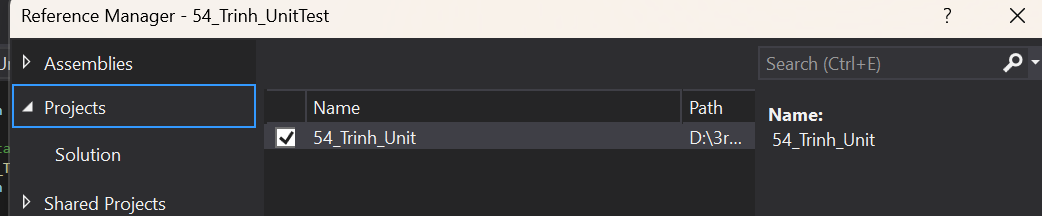 Reference Manager - 54_Trinh_UnitTest
?
Assemblies
Search (Ctrl+E)
Projects
Name
Path
Name:
54_Trinh_Unit
D:\3r...
54_Trinh_Unit
Solution
Shared Projects